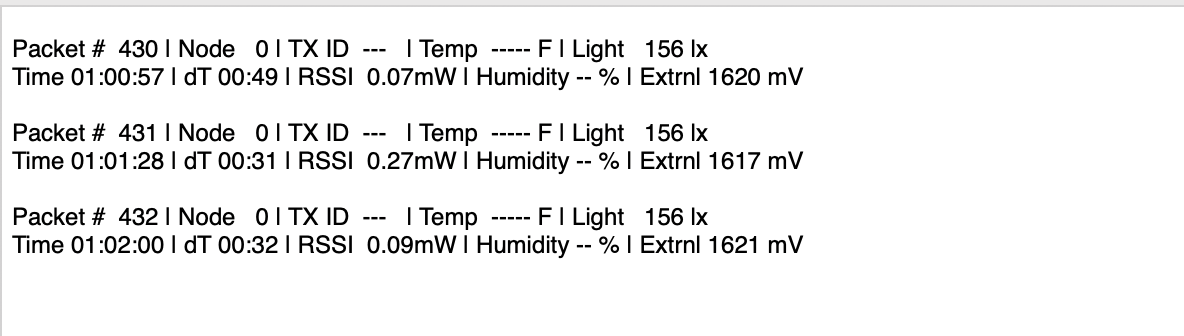 Packet #  430 | Node   0 | TX ID  ---   | Temp  ----- F | Light   156 lx
Time 01:00:57 | dT 00:49 | RSSI  0.07mW | Humidity -- % | Extrnl 1620 mV
Packet #  431 | Node   0 | TX ID  ---   | Temp  ----- F | Light   156 lx
Time 01:01:28 | dT 00:31 | RSSI  0.27mW | Humidity -- % | Extrnl 1617 mV
Packet #  432 | Node   0 | TX ID  ---   | Temp  ----- F | Light   156 lx
Time 01:02:00 | dT 00:32 | RSSI  0.09mW | Humidity -- % | Extrnl 1621 mV